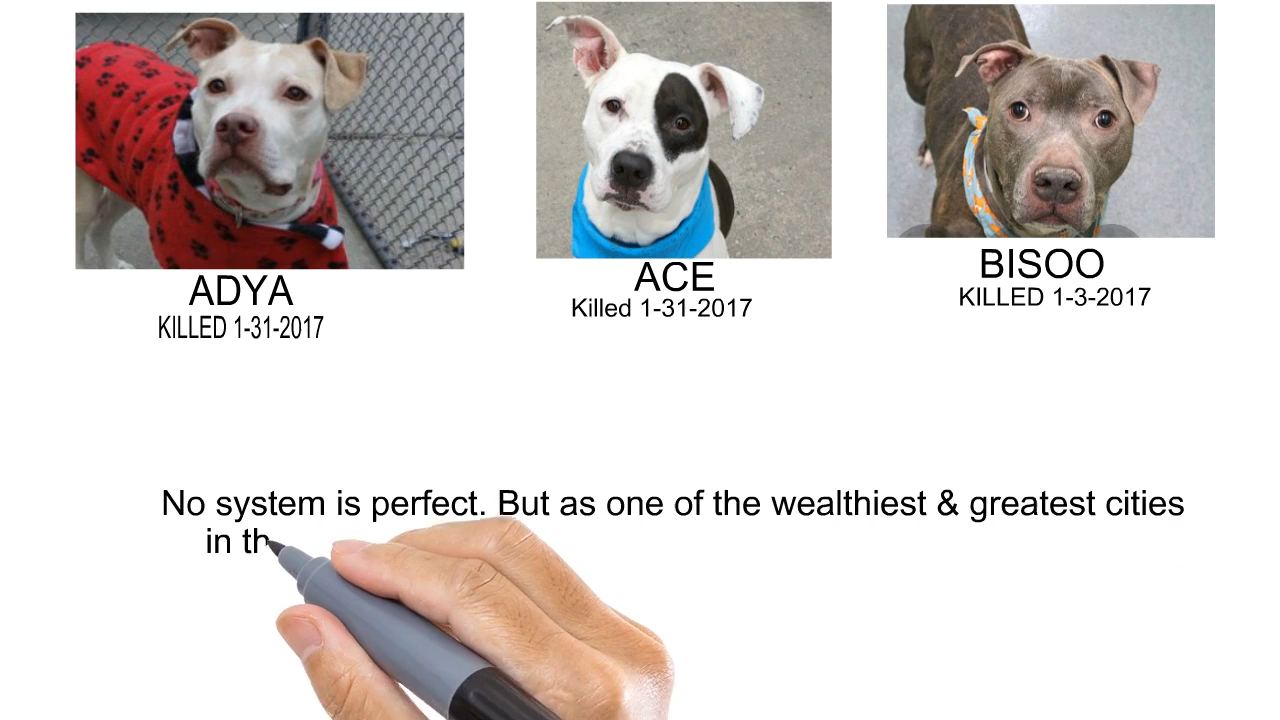 ADYA
KILLED 1-31-2017
ACE
Killed 1-31-2017
BISOO
KILLED 1-3-2017
No system is perfect. But as one of the wealthiest & greatest cities
in th